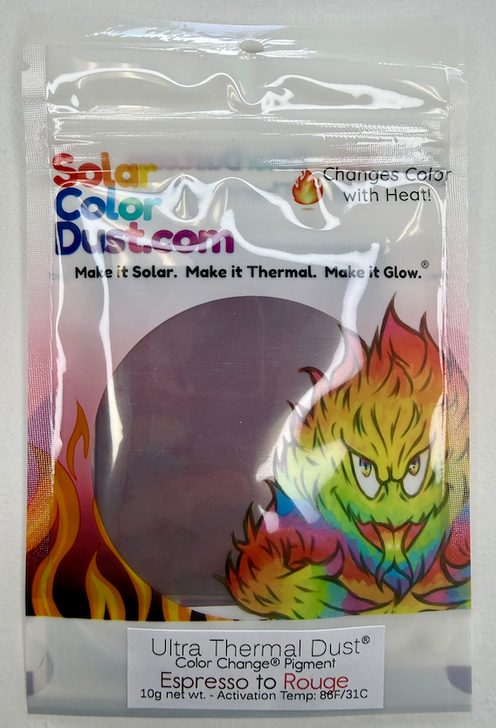 Solar
Color
Dust.com
Changes Color
with Heat!
Make it Solar. Make it Thermal. Make it Glow.®
Ultra Thermal Dust®
Color Change® Pigment
Espresso to Rouge
10g net wt. - Activation Temp: 86F/31C